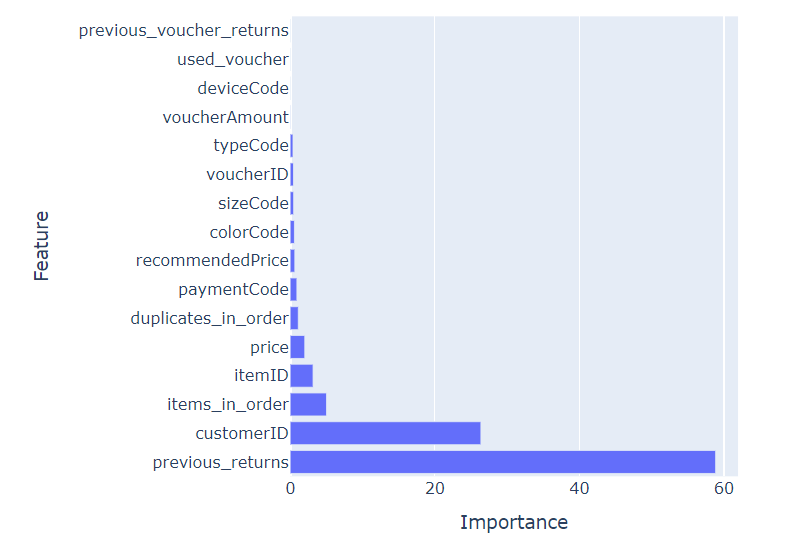 previous_voucher_returns
used_voucher
deviceCode
voucherAmount
typeCode
voucherID
sizeCode
colorCode
recommendedPrice
paymentCode
duplicates_in_order
price
itemID
items_in_order
customerID
previous_returns
Feature
0 20 40 60
Importance